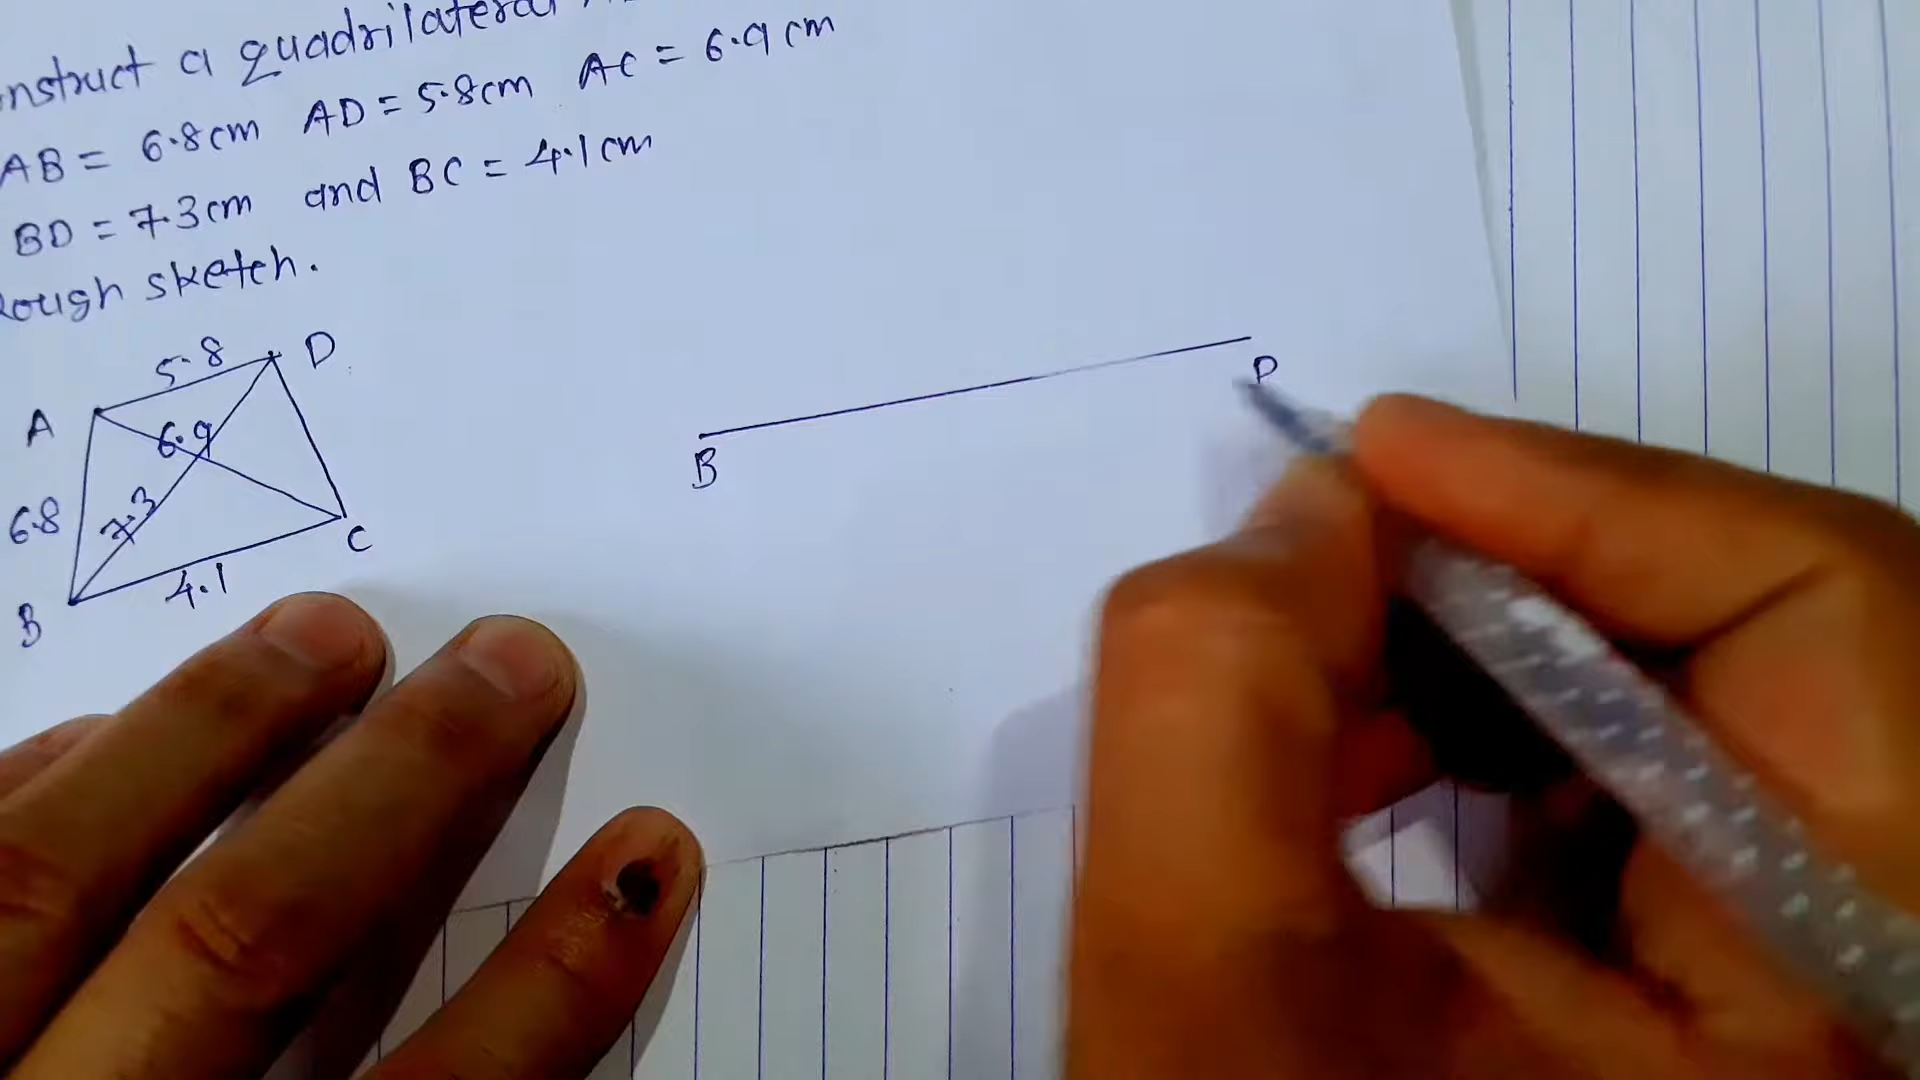 nstruct a quadrilateral
AB = 6.8cm AD = 5.8cm AC = 6.9cm
BD = 7.3cm and BC = 4.1cm
Rough sketch.
5.8 D
A 6.9
6.8 7.3
4.1 C
B
B